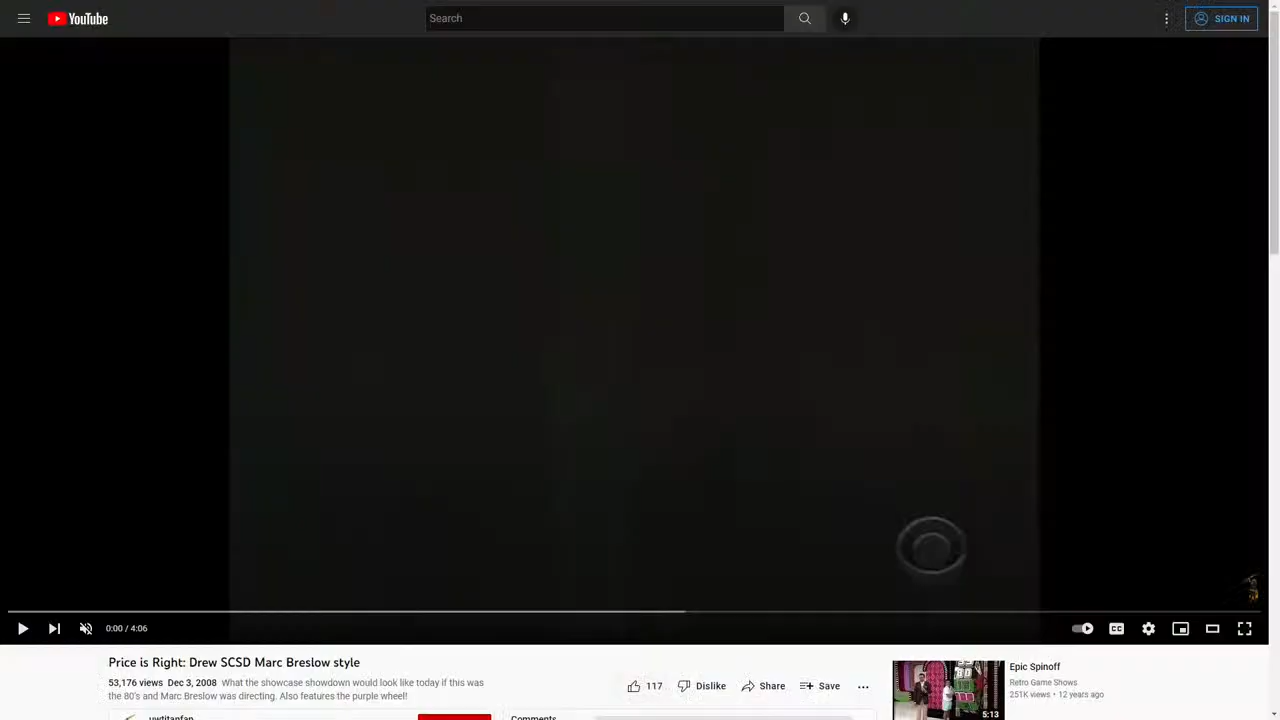 YouTube
Search
SIGN IN
0:00 / 4:06
CC
Price is Right: Drew SCSD Marc Breslow style
53,176 views Dec 3, 2008 What the showcase showdown would look like today if this was
the 80's and Marc Breslow was directing. Also features the purple wheel!
117
Dislike
Share
Save
Epic Spinoff
Retro Game Shows
251K views • 12 years ago
5:13
uwtitanfan
Comments